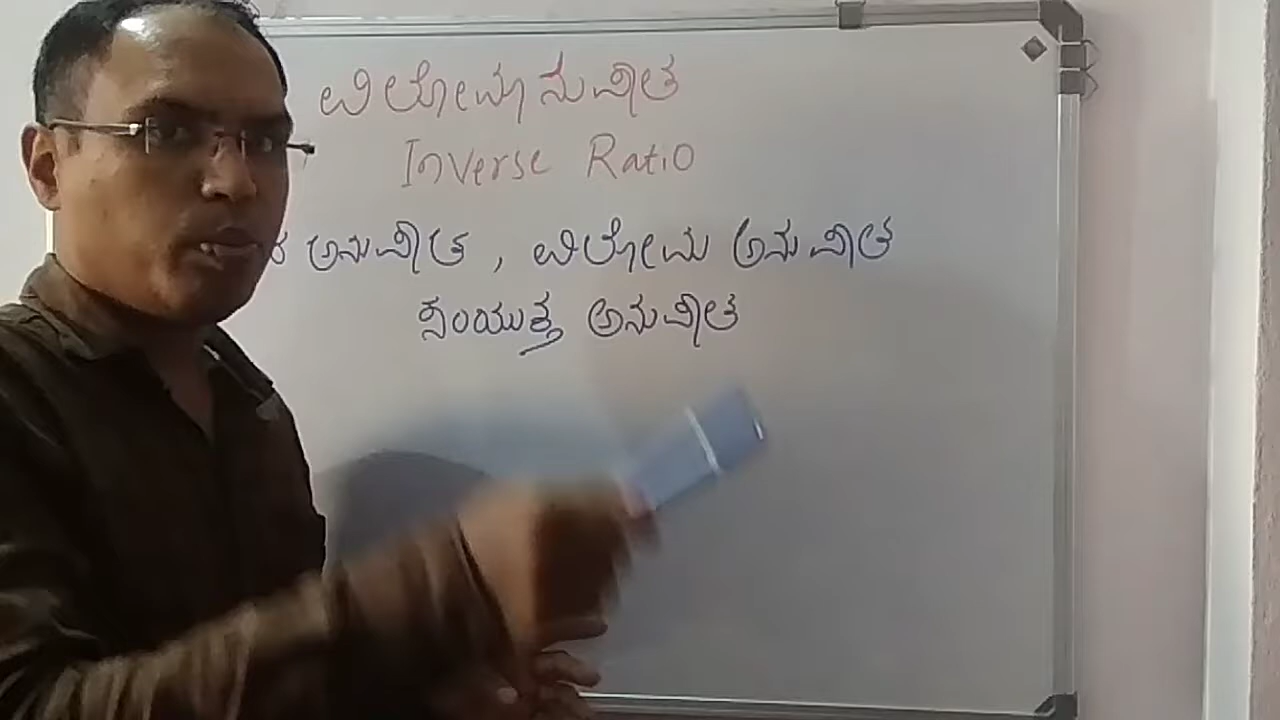 ವಿಲೋಮಾನುಪಾತ
Inverse Ratio
ಅನುಪಾತ , ವಿಲೋಮ ಅನುಪಾತ
ಸಂಯುಕ್ತ ಅನುಪಾತ